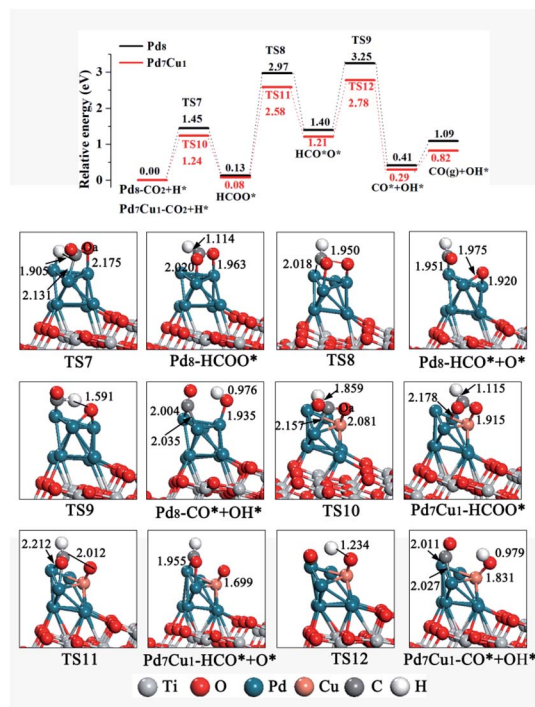 Pd8
Pd7Cu1
Relative energy (eV)
3
2
1
0
0.00
Pd8-CO2+H*
Pd7Cu1-CO2+H*
TS7
1.45
TS10
1.24
0.13
0.08
HCOO*
TS8
2.97
TS11
2.58
1.40
1.21
HCO*O*
TS9
3.25
TS12
2.78
0.41
0.29
CO*+OH*
1.09
0.82
CO(g)+OH*
Oa
1.905
2.175
2.131
TS7
1.114
2.020
1.963
Pd8-HCOO*
1.950
2.018
TS8
1.975
1.951
1.920
Pd8-HCO*+O*
1.591
TS9
0.976
2.004
1.935
2.035
Pd8-CO*+OH*
1.859
Oa
2.157
2.081
TS10
1.115
2.178
1.915
Pd7Cu1-HCOO*
2.212
2.012
TS11
1.955
1.699
Pd7Cu1-HCO*+O*
1.234
TS12
2.011
0.979
2.027
1.831
Pd7Cu1-CO*+OH*
Ti O Pd Cu C H